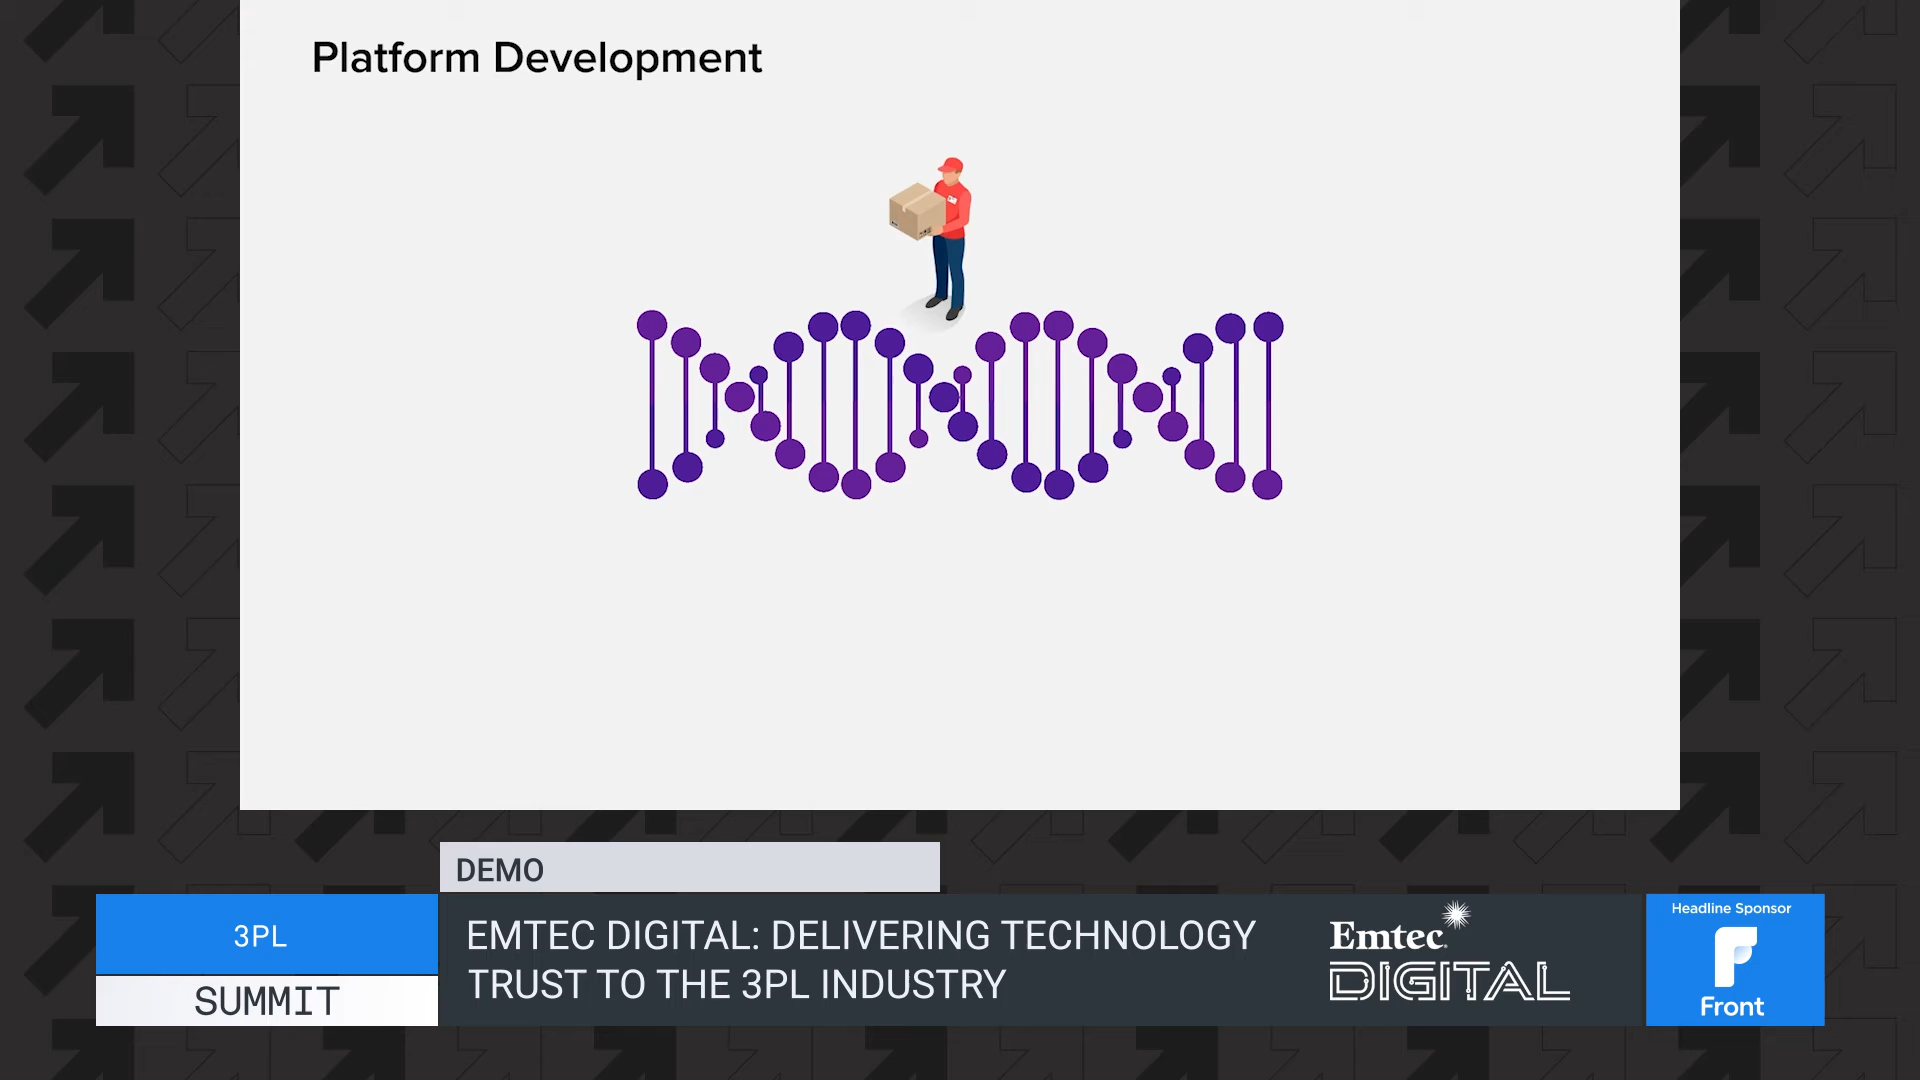 Platform Development
DEMO
3PL
SUMMIT
EMTEC DIGITAL: DELIVERING TECHNOLOGY
TRUST TO THE 3PL INDUSTRY
Emtec
DIGITAL
Headline Sponsor
Front